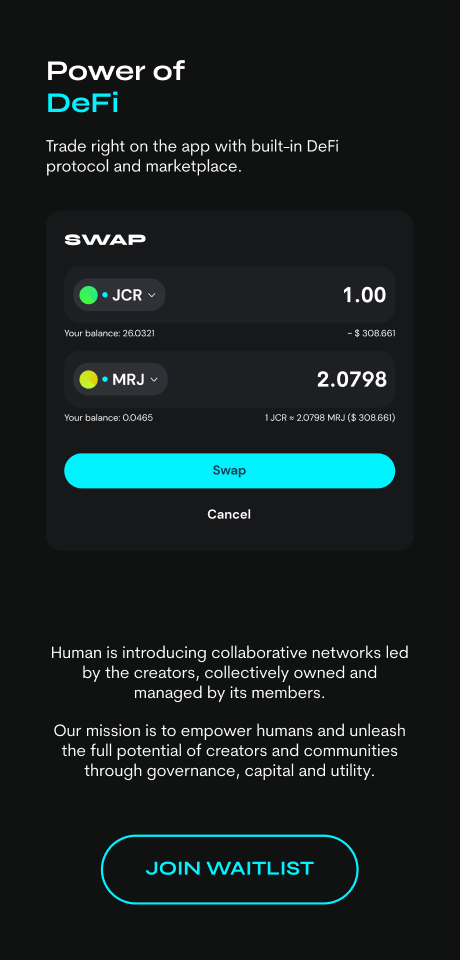 Power of
DeFi
Trade right on the app with built-in DeFi
protocol and marketplace.
SWAP
JCR
1.00
Your balance: 26.0321
~ $ 308.661
MRJ
2.0798
Your balance: 0.0465
1 JCR ≈ 2.0798 MRJ ($ 308.661)
Swap
Cancel
Human is introducing collaborative networks led
by the creators, collectively owned and
managed by its members.
Our mission is to empower humans and unleash
the full potential of creators and communities
through governance, capital and utility.
JOIN WAITLIST